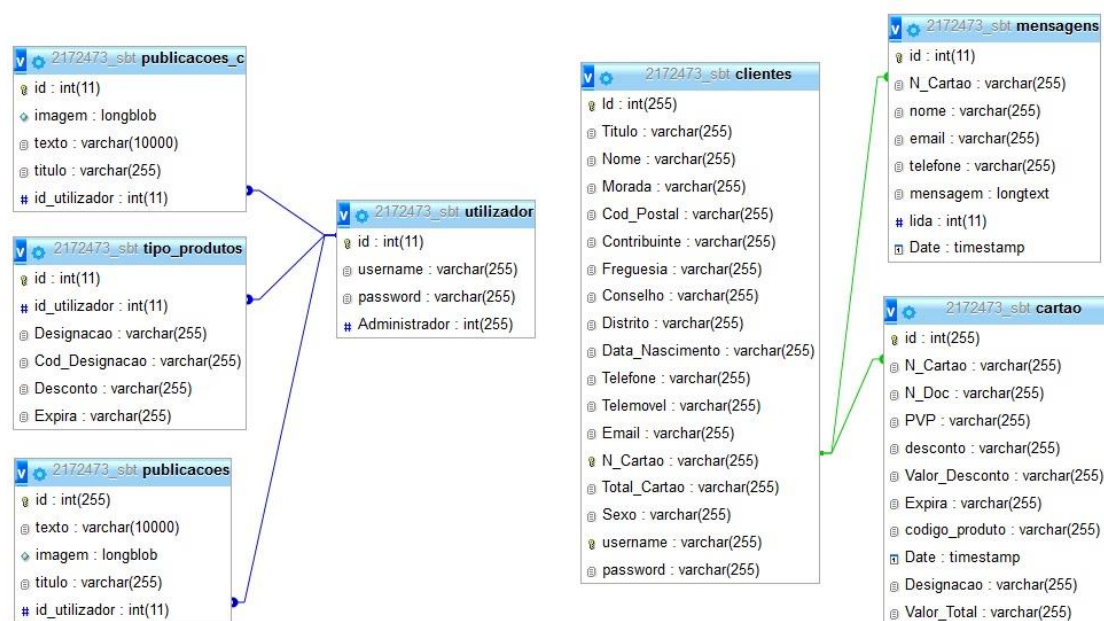 2172473_sbt publicacoes_c
id : int(11)
imagem : longblob
texto : varchar(10000)
titulo : varchar(255)
id_utilizador : int(11)
2172473_sbt tipo_produtos
id : int(11)
id_utilizador : int(11)
Designacao : varchar(255)
Cod_Designacao : varchar(255)
Desconto : varchar(255)
Expira : varchar(255)
2172473_sbt publicacoes
id : int(255)
texto : varchar(10000)
imagem : longblob
titulo : varchar(255)
id_utilizador : int(11)
2172473_sbt utilizador
id : int(11)
username : varchar(255)
password : varchar(255)
Administrador : int(255)
2172473_sbt clientes
Id : int(255)
Titulo : varchar(255)
Nome : varchar(255)
Morada : varchar(255)
Cod_Postal : varchar(255)
Contribuinte : varchar(255)
Freguesia : varchar(255)
Conselho : varchar(255)
Distrito : varchar(255)
Data_Nascimento : varchar(255)
Telefone : varchar(255)
Telemovel : varchar(255)
Email : varchar(255)
N_Cartao : varchar(255)
Total_Cartao : varchar(255)
Sexo : varchar(255)
username : varchar(255)
password : varchar(255)
2172473_sbt mensagens
id : int(11)
N_Cartao : varchar(255)
nome : varchar(255)
email : varchar(255)
telefone : varchar(255)
mensagem : longtext
lida : int(11)
Date : timestamp
2172473_sbt cartao
id : int(255)
N_Cartao : varchar(255)
N_Doc : varchar(255)
PVP : varchar(255)
desconto : varchar(255)
Valor_Desconto : varchar(255)
Expira : varchar(255)
codigo_produto : varchar(255)
Date : timestamp
Designacao : varchar(255)
Valor_Total : varchar(255)